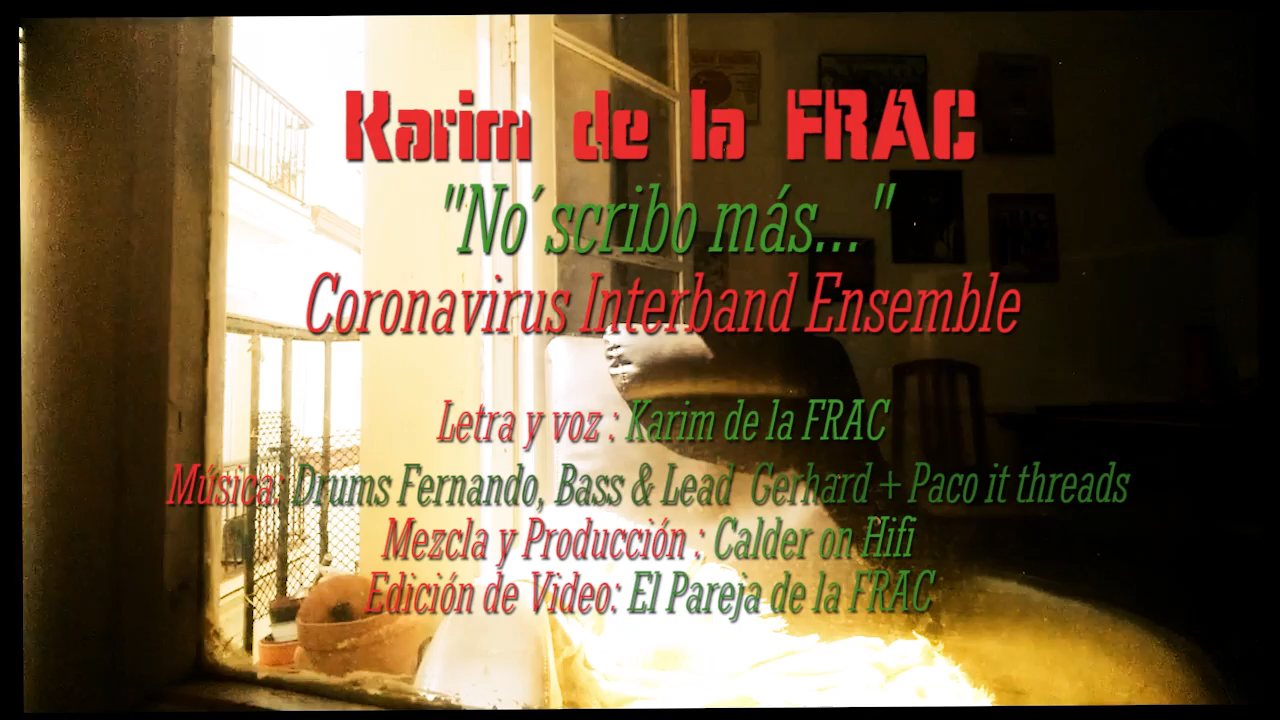 Karim de la FRAC
"No´scribo más... "
Coronavirus Interband Ensemble
Letra y voz : Karim de la FRAC
Música: Drums Fernando, Bass & Lead Gerhard + Paco it threads
Mezcla y Producción : Calder on Hifi
Edición de Video: El Pareja de la FRAC